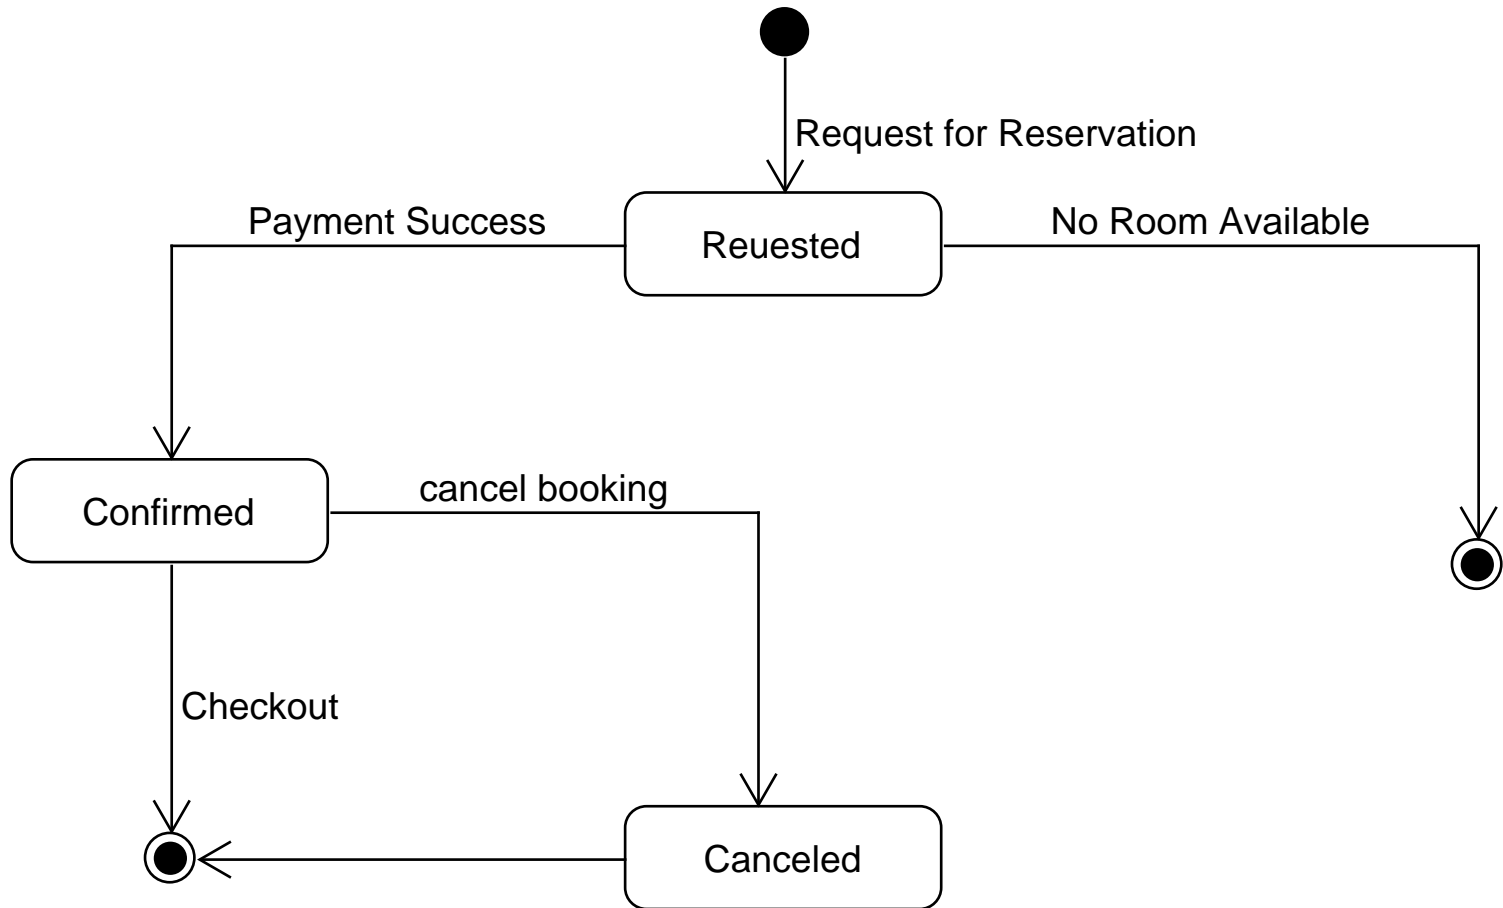 Request for Reservation
Payment Success
Reuested
No Room Available
Confirmed
cancel booking
Checkout
Canceled